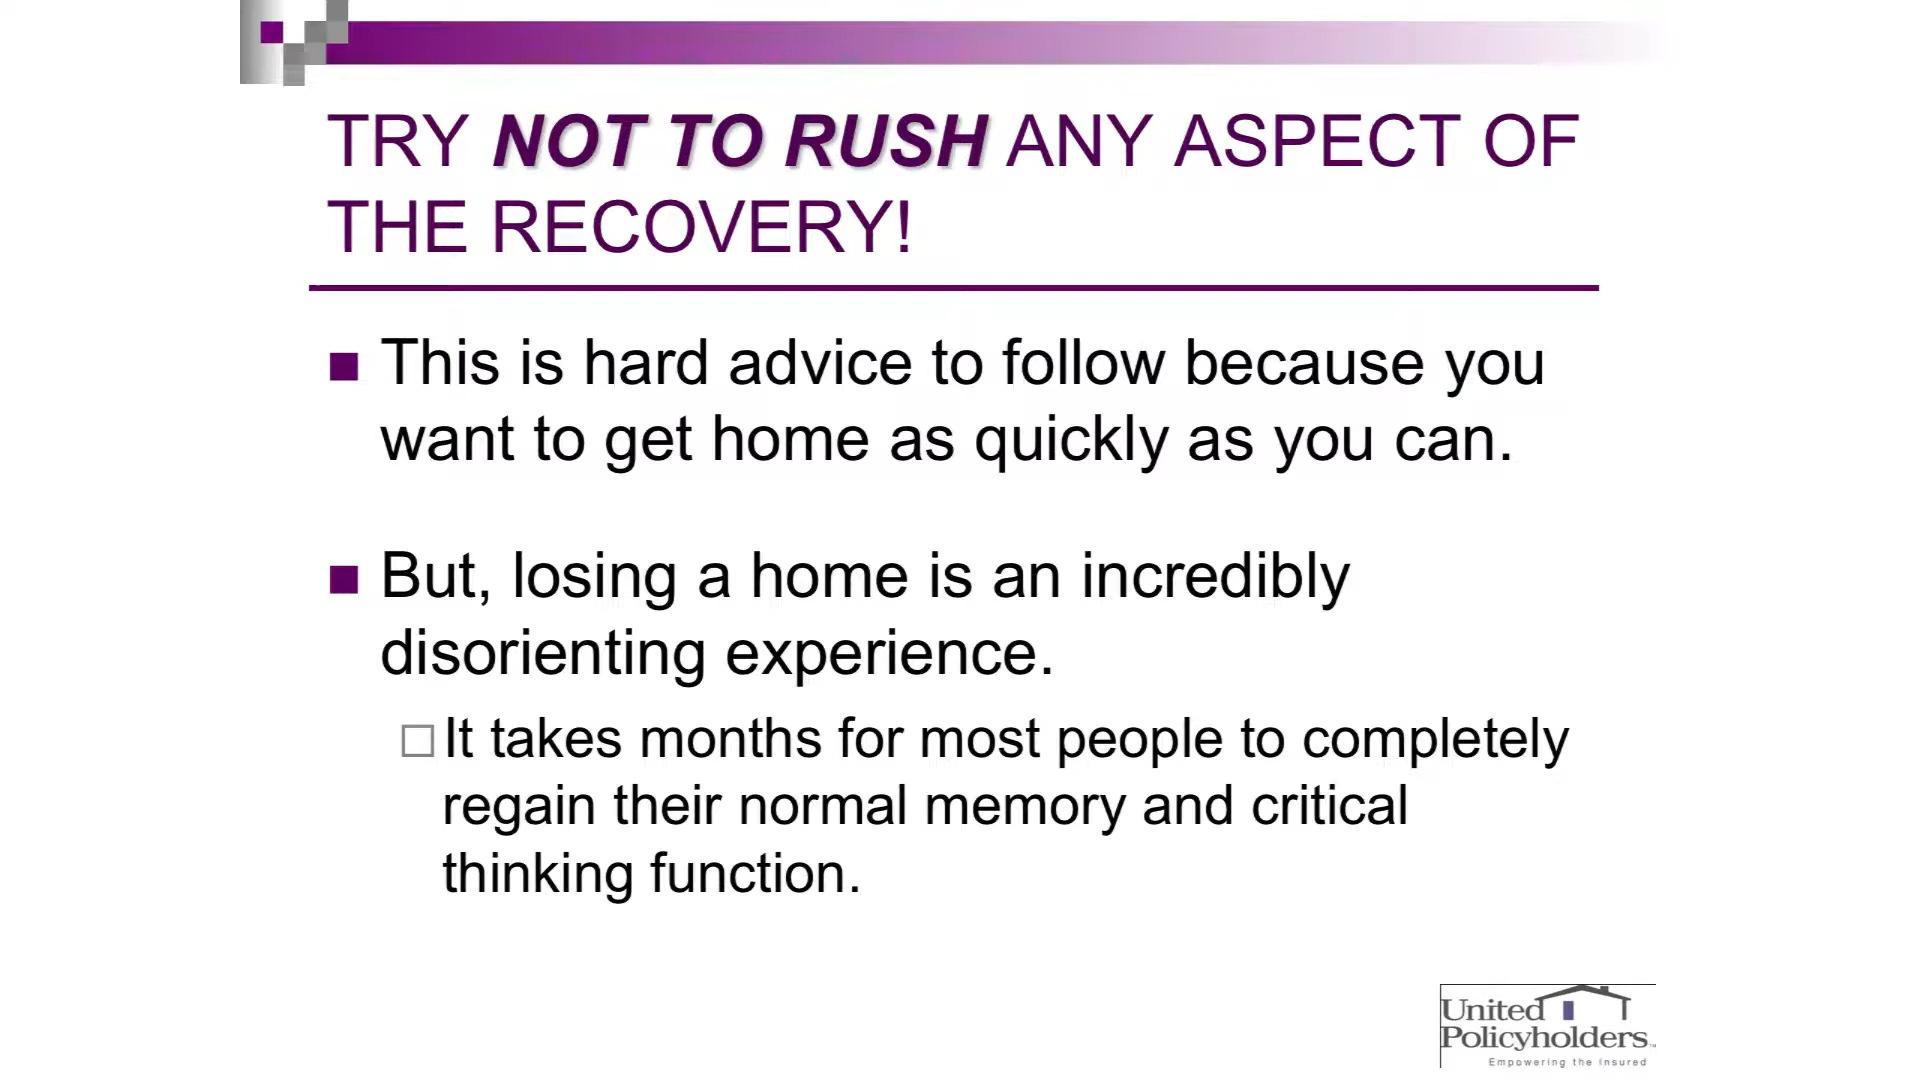 TRY NOT TO RUSH ANY ASPECT OF
THE RECOVERY!
This is hard advice to follow because you
want to get home as quickly as you can.
But, losing a home is an incredibly
disorienting experience.
It takes months for most people to completely
regain their normal memory and critical
thinking function.
United
Policyholders
Empowering the Insured